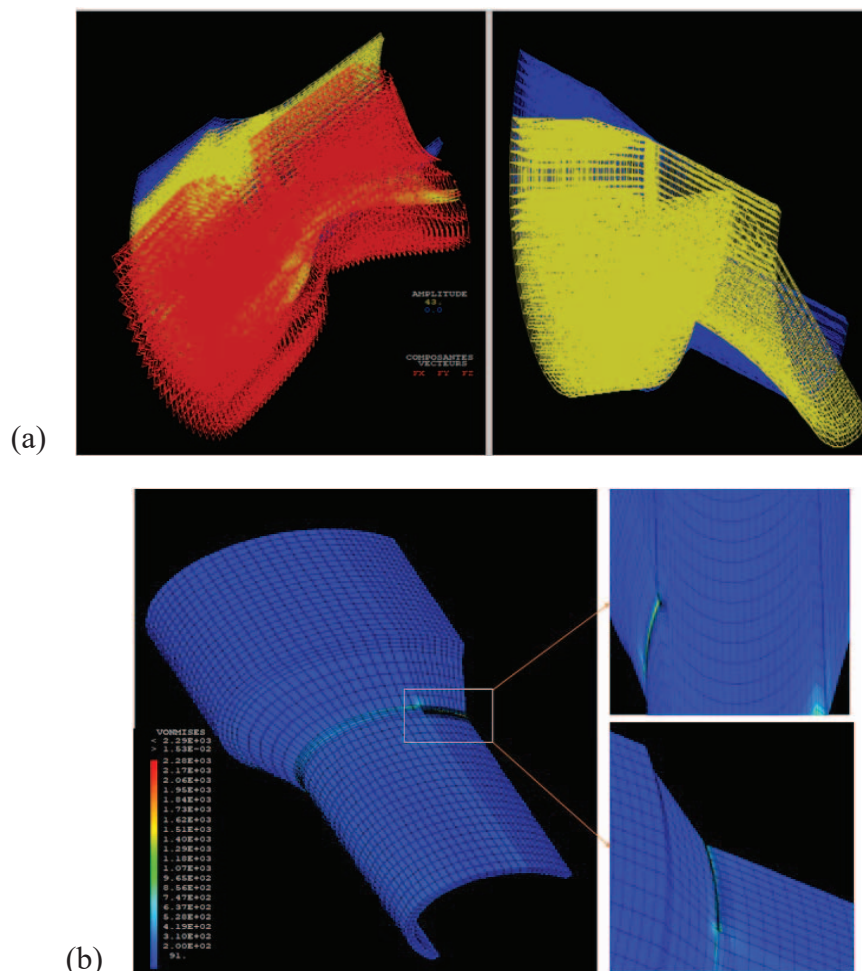 AMPLITUDE
43.
0.0
COMPOSANTES
VECTEURS
FX FY FZ
(a)
VONMISES
< 2.29E+03
> 1.53E-02
2.28E+03
2.17E+03
2.06E+03
1.95E+03
1.84E+03
1.73E+03
1.62E+03
1.51E+03
1.40E+03
1.29E+03
1.18E+03
1.07E+03
9.65E+02
8.56E+02
7.47E+02
6.37E+02
5.28E+02
4.19E+02
3.10E+02
2.00E+02
91.
(b)